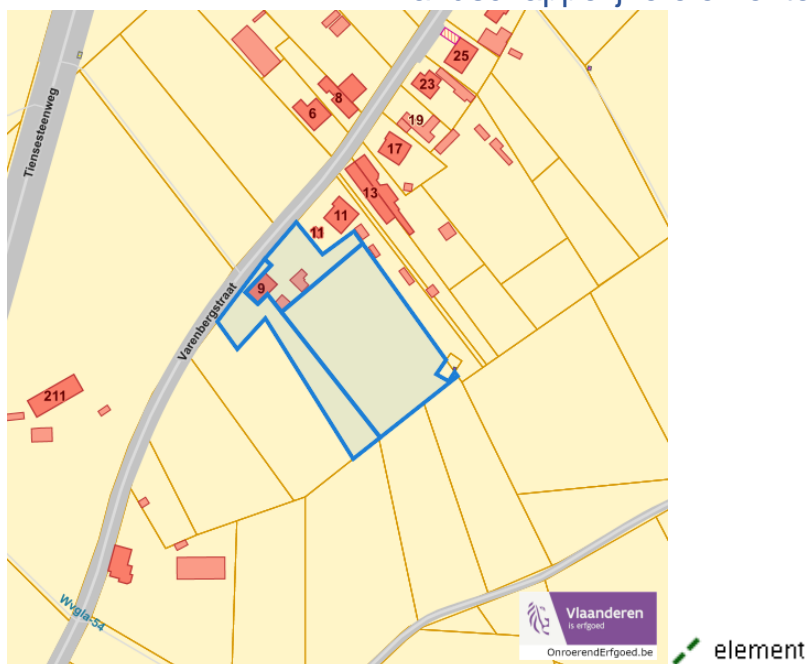 25
23
8
6
19
17
13
11
11
9
Tiensesteenweg
Varenbergstraat
211
Wvgla-54
Vlaanderen
is erfgoed
OnroerendErfgoed.be
element